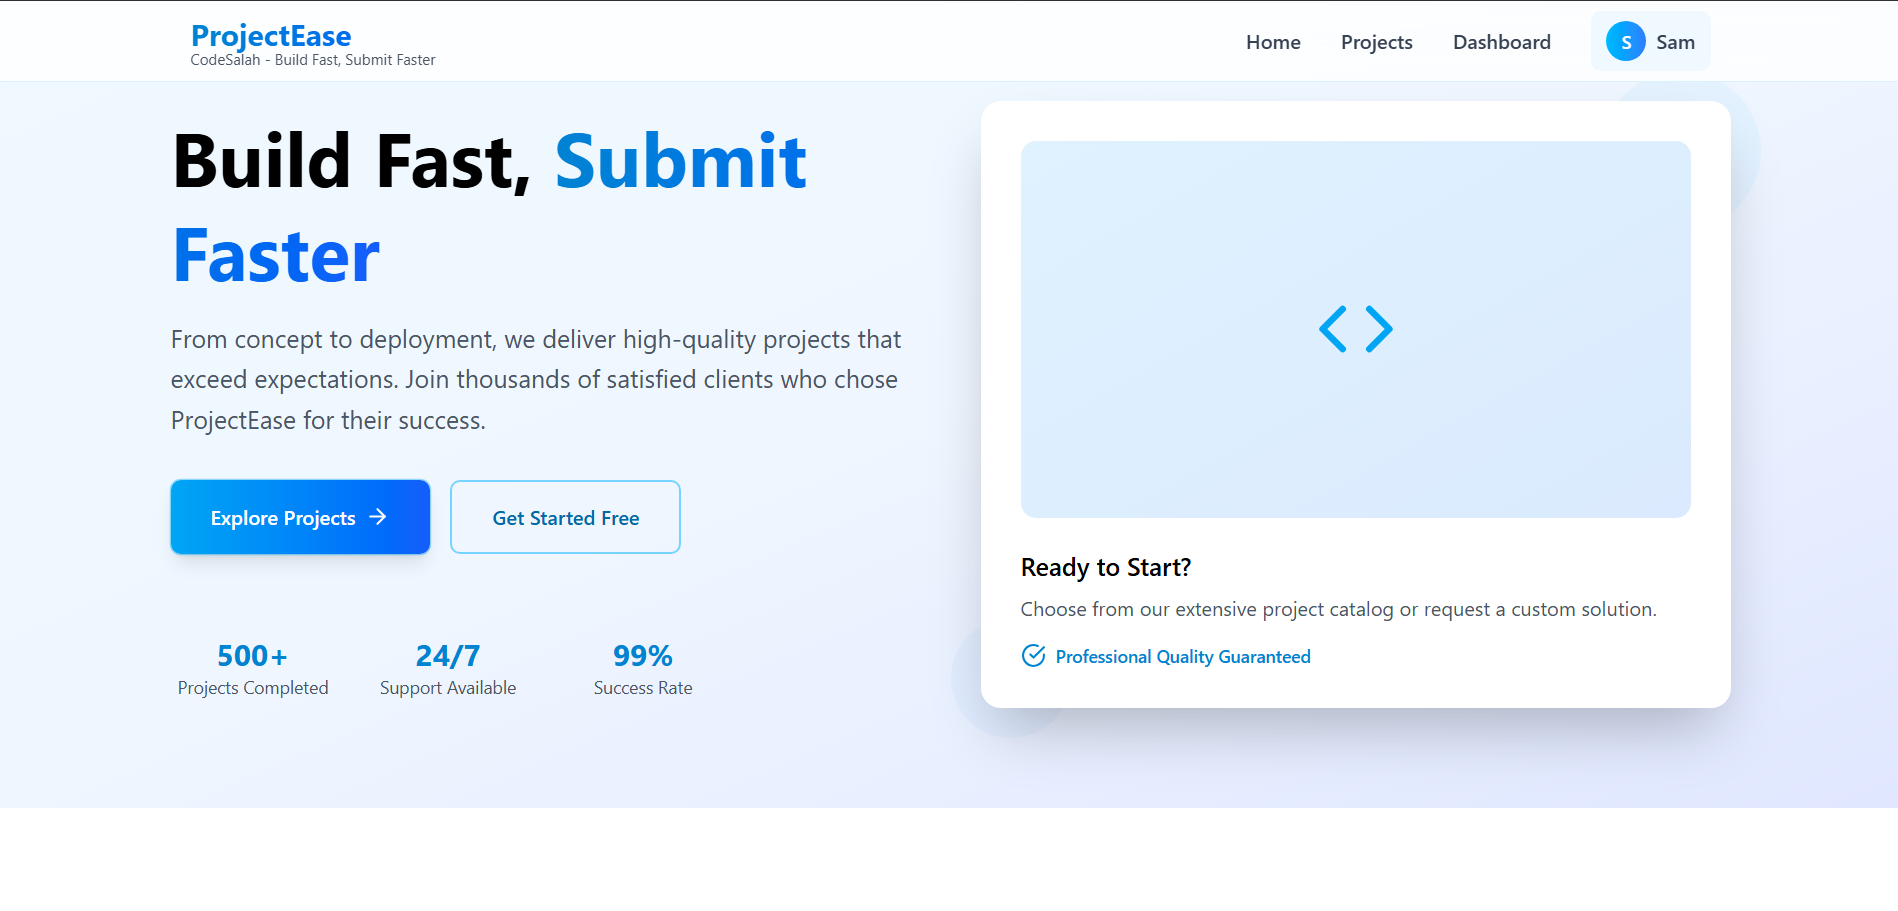 ProjectEase
CodeSalah - Build Fast, Submit Faster
Home
Projects
Dashboard
S
Sam
Build Fast, Submit
Faster
From concept to deployment, we deliver high-quality projects that
exceed expectations. Join thousands of satisfied clients who chose
ProjectEase for their success.
Explore Projects →
Get Started Free
500+
Projects Completed
24/7
Support Available
99%
Success Rate
< >
Ready to Start?
Choose from our extensive project catalog or request a custom solution.
Professional Quality Guaranteed